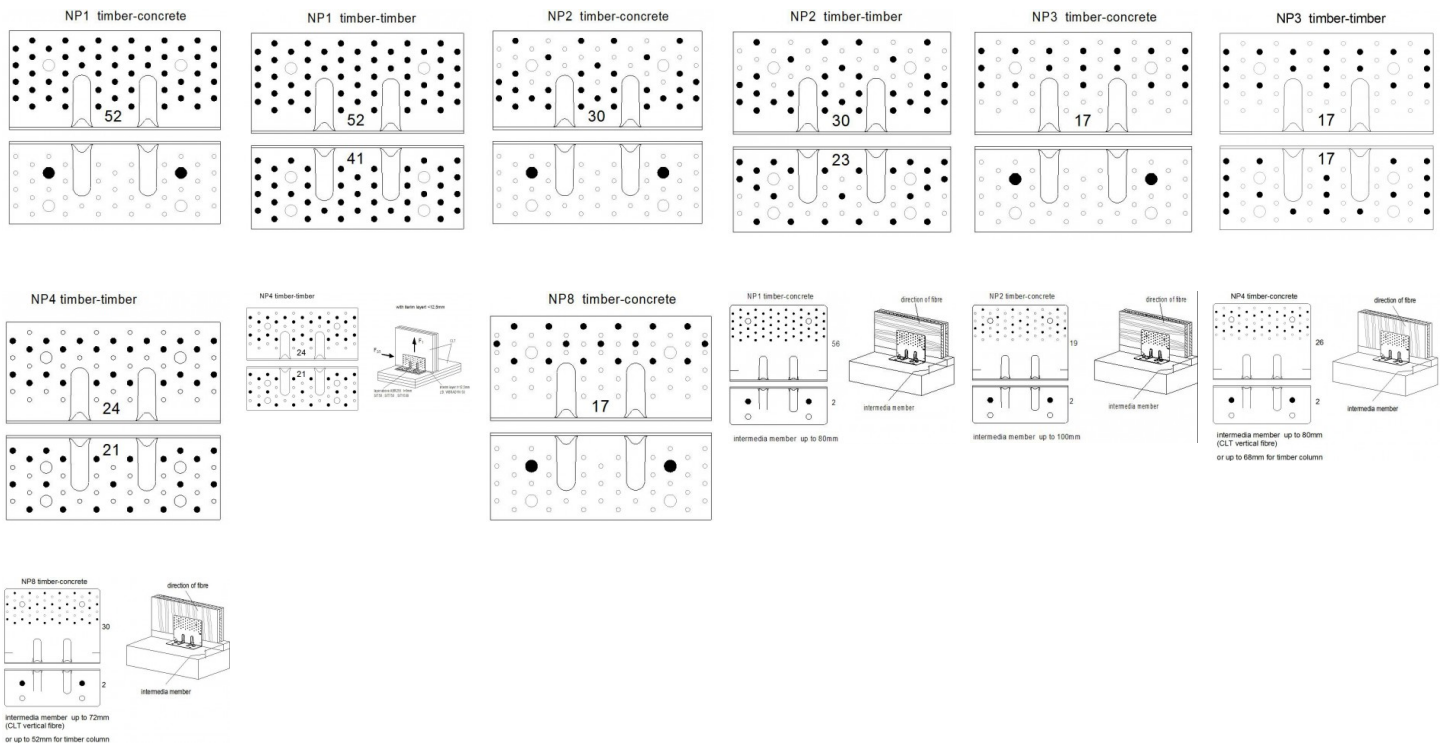 NP1 timber-concrete
52
NP1 timber-timber
52
41
NP2 timber-concrete
30
NP2 timber-timber
30
23
NP3 timber-concrete
17
NP3 timber-timber
17
17
NP4 timber-timber
24
21
NP4 timber-timber
24
21
NP8 timber-concrete
17
NP1 timber-concrete
56
2
intermedia member up to 60mm
direction of fibre
intermedia member
NP2 timber-concrete
19
2
intermedia member up to 100mm
direction of fibre
intermedia member
NP4 timber-concrete
26
2
intermedia member up to 80mm
(CLT vertical fibre)
or up to 68mm for timber column
direction of fibre
intermedia member
NP8 timber-concrete
30
2
intermedia member up to 72mm
(CLT vertical fibre)
or up to 52mm for timber column
direction of fibre
intermedia member